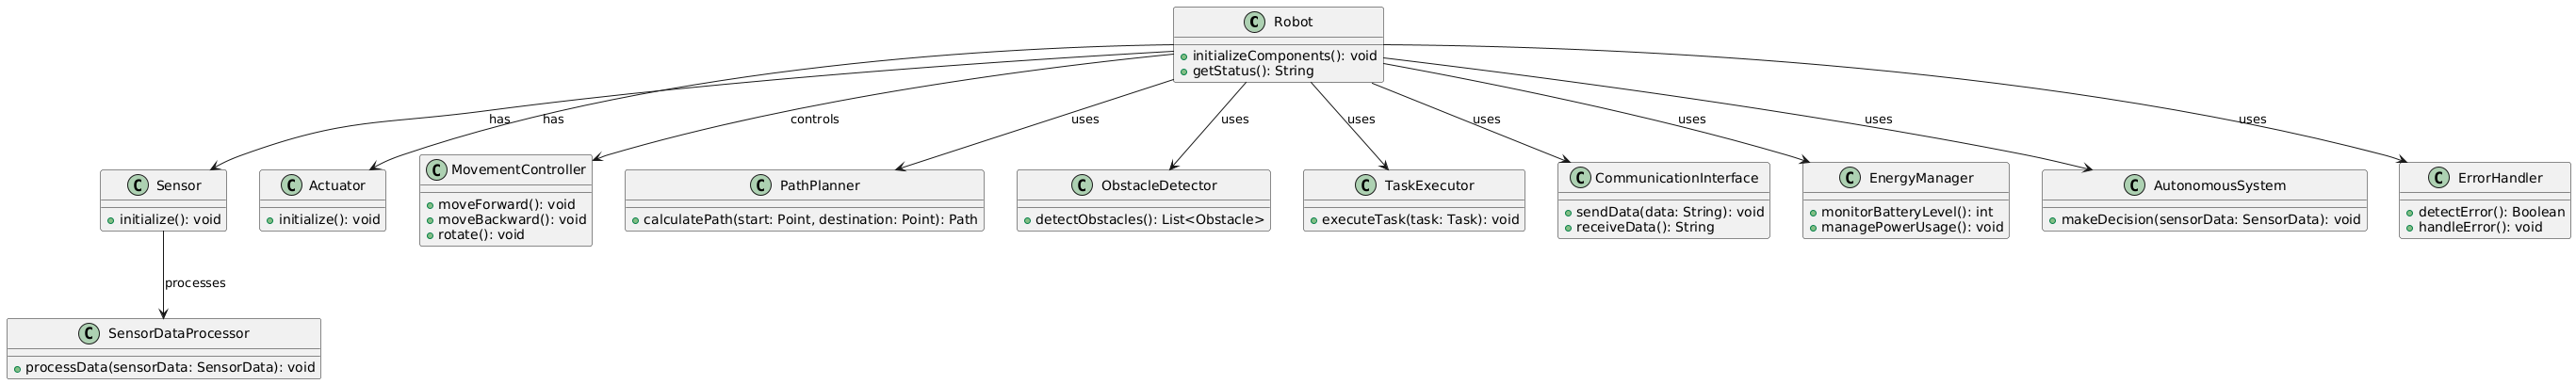 C Robot
initializeComponents(): void
getStatus(): String
has
has
controls
uses
uses
uses
uses
uses
uses
uses
C Sensor
initialize(): void
C Actuator
initialize(): void
C MovementController
moveForward(): void
moveBackward(): void
rotate(): void
C PathPlanner
calculatePath(start: Point, destination: Point): Path
C ObstacleDetector
detectObstacles(): List<Obstacle>
C TaskExecutor
executeTask(task: Task): void
C CommunicationInterface
sendData(data: String): void
receiveData(): String
C EnergyManager
monitorBatteryLevel(): int
managePowerUsage(): void
C AutonomousSystem
makeDecision(sensorData: SensorData): void
C ErrorHandler
detectError(): Boolean
handleError(): void
processes
C SensorDataProcessor
processData(sensorData: SensorData): void